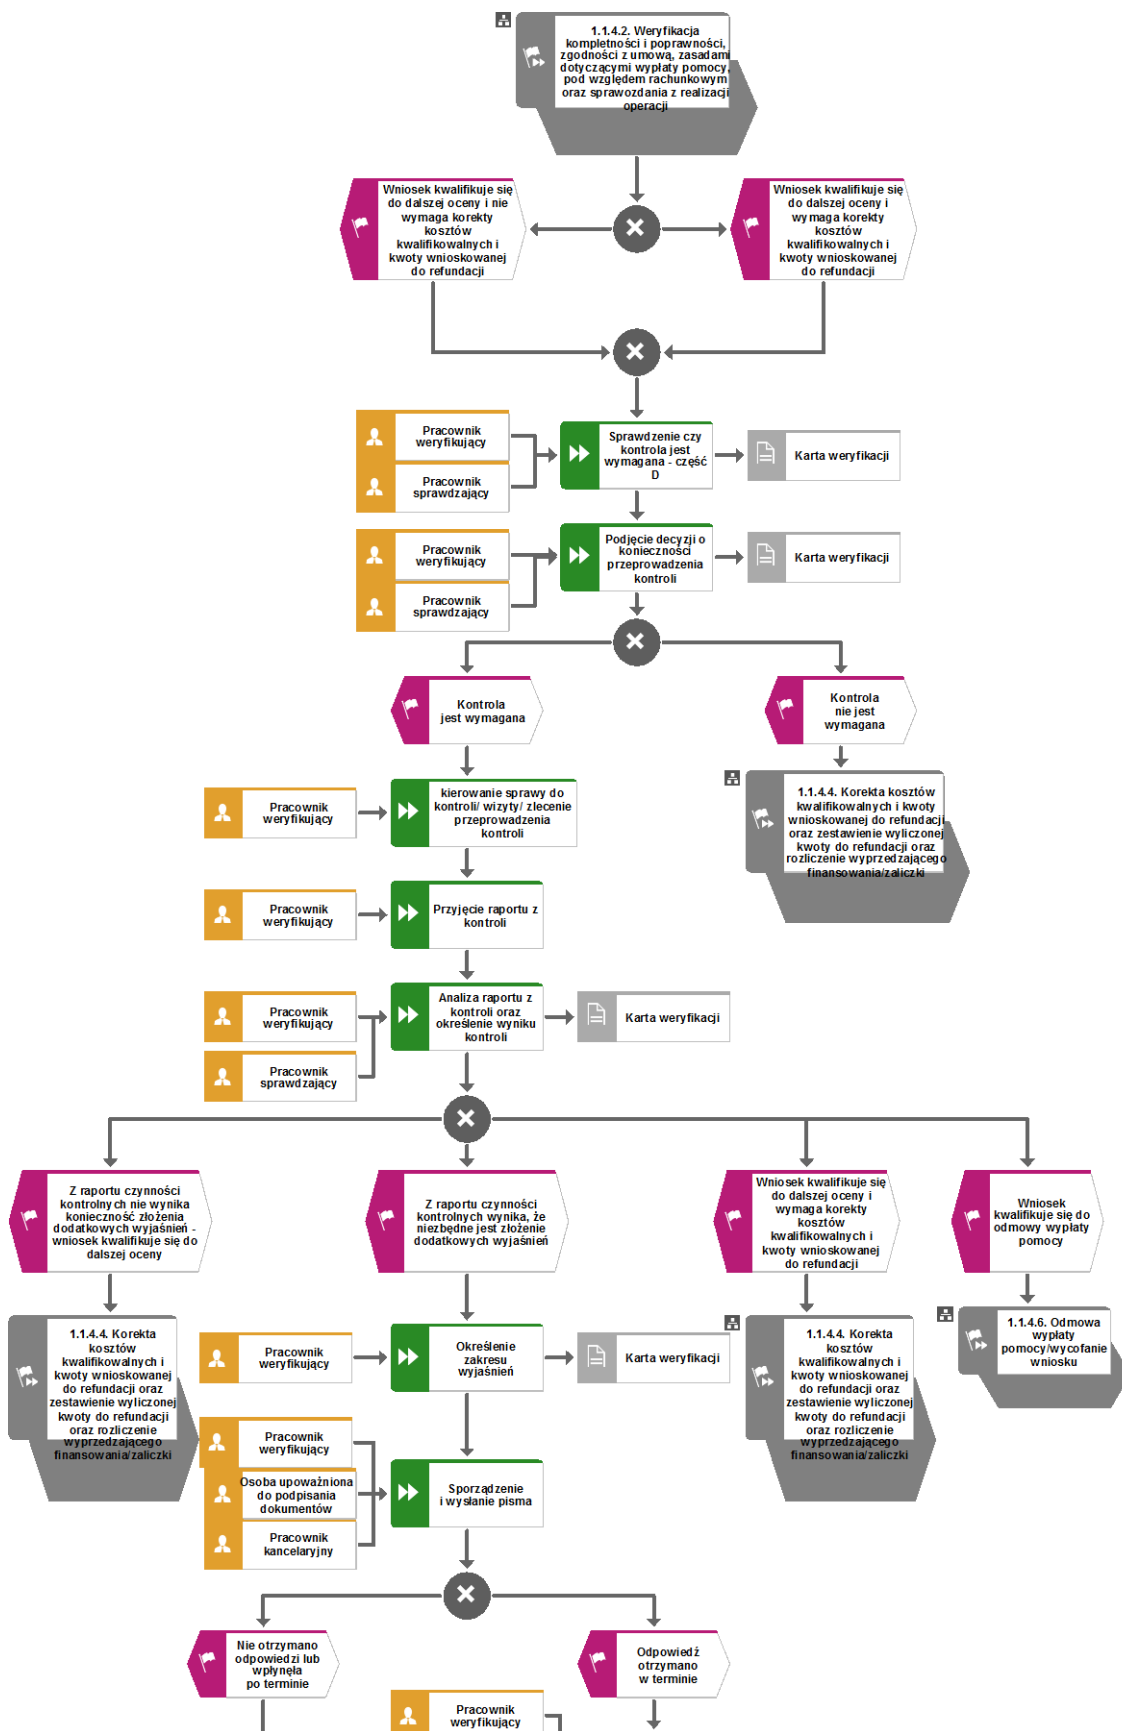 1.1.4.2. Weryfikacja
kompletności i poprawności,
zgodności z umową, zasadami
dotyczącymi wypłaty pomocy,
pod względem rachunkowym
oraz sprawozdania z realizacji
operacji
Wniosek kwalifikuje się
do dalszej oceny i nie
wymaga korekty
kosztów
kwalifikowalnych i
kwoty wnioskowanej
do refundacji
Wniosek kwalifikuje się
do dalszej oceny i
wymaga korekty
kosztów
kwalifikowalnych i
kwoty wnioskowanej
do refundacji
Pracownik
weryfikujący
Pracownik
sprawdzający
Sprawdzenie czy
kontrola jest
wymagana - część
D
Karta weryfikacji
Pracownik
weryfikujący
Pracownik
sprawdzający
Podjęcie decyzji o
konieczności
przeprowadzenia
kontroli
Karta weryfikacji
Kontrola
jest wymagana
Kontrola
nie jest
wymagana
Pracownik
weryfikujący
kierowanie sprawy do
kontroli/ wizyty/ zlecenie
przeprowadzenia
kontroli
1.1.4.4. Korekta kosztów
kwalifikowalnych i kwoty
wnioskowanej do refundacji
oraz zestawienie wyliczonej
kwoty do refundacji oraz
rozliczenie wyprzedzającego
finansowania/zaliczki
Pracownik
weryfikujący
Przyjęcie raportu z
kontroli
Pracownik
weryfikujący
Pracownik
sprawdzający
Analiza raportu z
kontroli oraz
określenie wyniku
kontroli
Karta weryfikacji
Z raportu czynności
kontrolnych nie wynika
konieczność złożenia
dodatkowych wyjaśnień -
wniosek kwalifikuje się do
dalszej oceny
Z raportu czynności
kontrolnych wynika, że
niezbędne jest złożenie
dodatkowych wyjaśnień
Wniosek kwalifikuje się
do dalszej oceny i
wymaga korekty
kosztów
kwalifikowalnych i
kwoty wnioskowanej
do refundacji
Wniosek
kwalifikuje się do
odmowy wypłaty
pomocy
1.1.4.4. Korekta
kosztów
kwalifikowalnych i
kwoty wnioskowanej
do refundacji oraz
zestawienie wyliczonej
kwoty do refundacji
oraz rozliczenie
wyprzedzającego
finansowania/zaliczki
Pracownik
weryfikujący
Określenie
zakresu
wyjaśnień
Karta weryfikacji
1.1.4.4. Korekta
kosztów
kwalifikowalnych i
kwoty wnioskowanej
do refundacji oraz
zestawienie wyliczonej
kwoty do refundacji
oraz rozliczenie
wyprzedzającego
finansowania/zaliczki
1.1.4.6. Odmowa
wypłaty
pomocy/wycofanie
wniosku
Pracownik
weryfikujący
Osoba upoważniona
do podpisania
dokumentów
Pracownik
kancelaryjny
Sporządzenie
i wysłanie pisma
Nie otrzymano
odpowiedzi lub
wpłynęła
po terminie
Odpowiedź
otrzymano
w terminie
Pracownik
weryfikujący